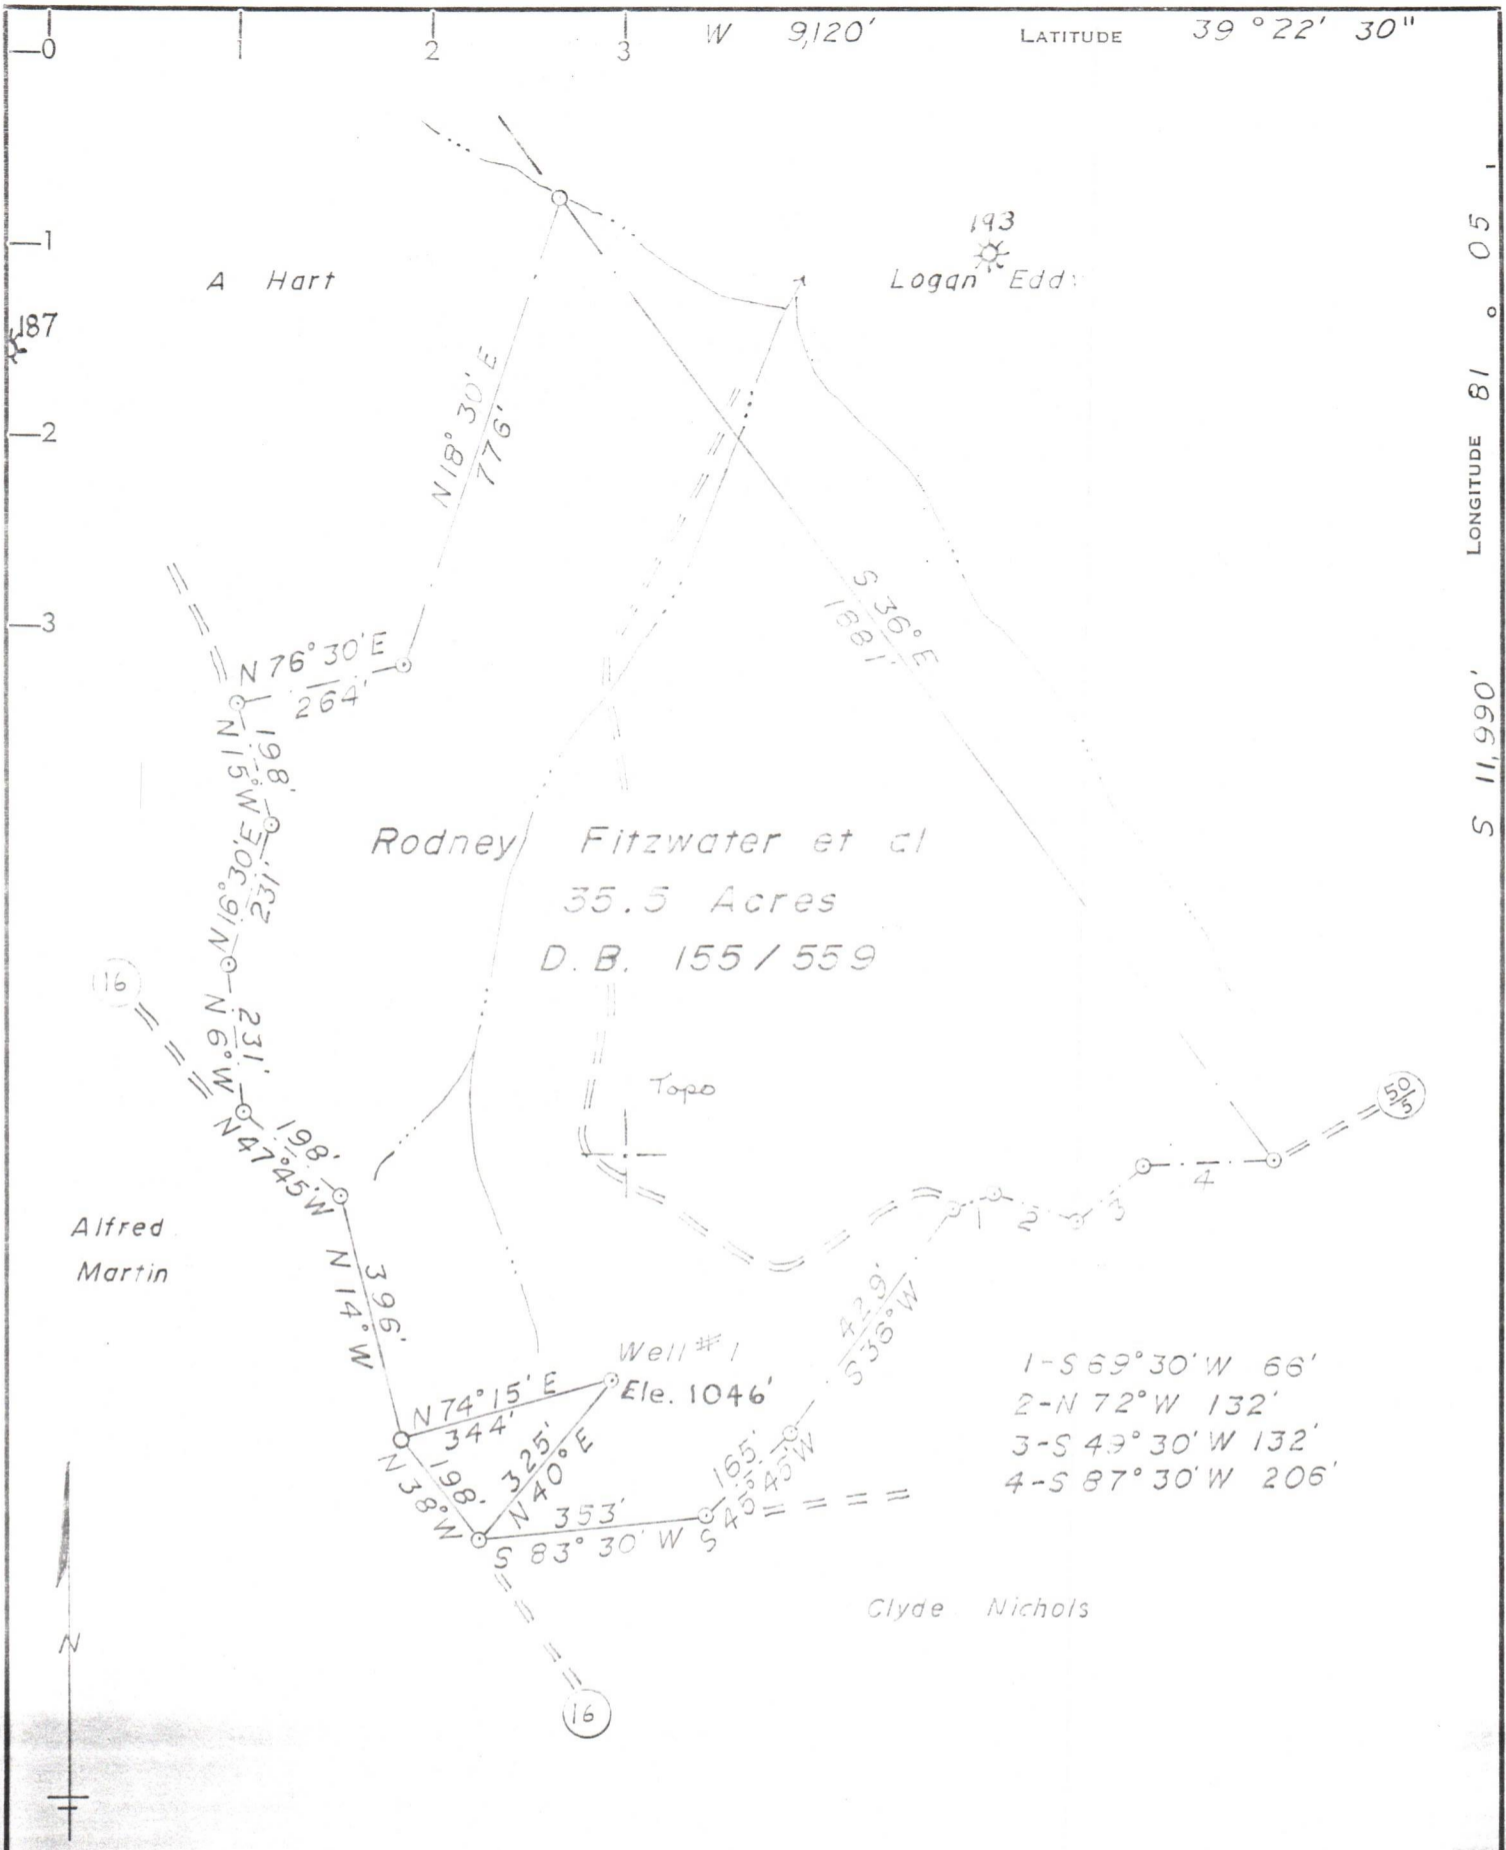 W 9,120' LATITUDE 39° 22' 30"
0 1 2 3
1
2
3
LONGITUDE 81° 05'
S 11,990'
193
A Hart
Logan Edd
187
N 18° 30' E
776'
S 36° E
1881'
N 76° 30' E
264'
N 15° W
198'
N 16° 30' E
231'
Rodney Fitzwater et al
35.5 Acres
D.B. 155/559
16
N 6° W
231'
Topo
50/5
198'
N 47° 45' W
1 2 3 4
Alfred
Martin
396'
N 14° W
429'
S 36° W
Well #1
Ele. 1046'
N 74° 15' E
344'
325'
N 40° E
198'
N 38° W
165'
353'
S 83° 30' W
1-S 69° 30' W 66'
2-N 72° W 132'
3-S 49° 30' W 132'
4-S 87° 30' W 206'
Clyde Nichols
N
16